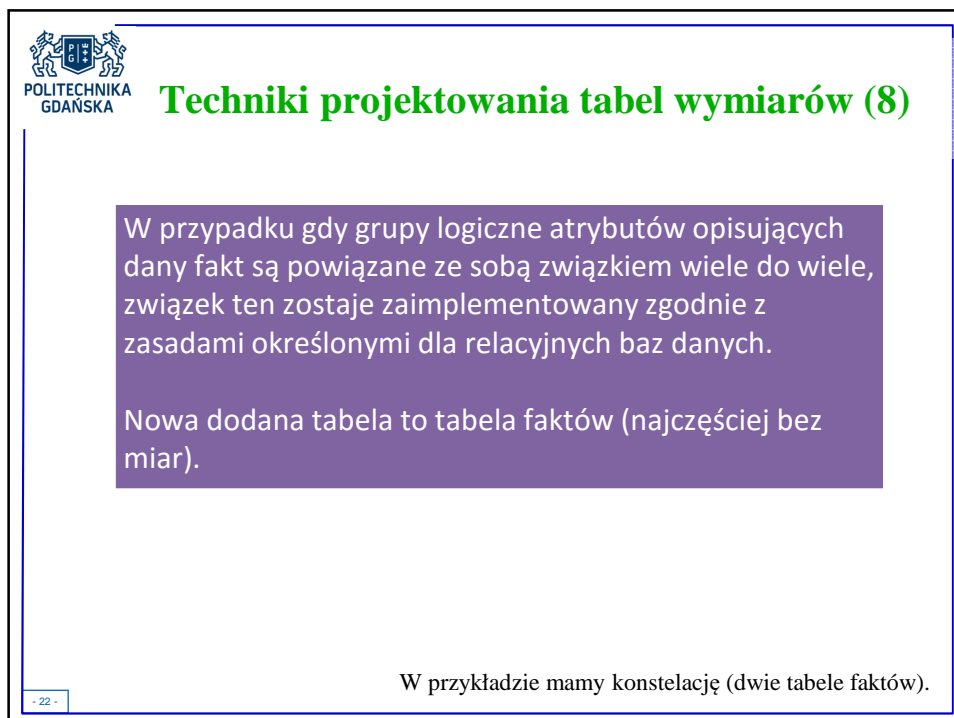 P G
POLITECHNIKA
GDAŃSKA
Techniki projektowania tabel wymiarów (8)
W przypadku gdy grupy logiczne atrybutów opisujących
dany fakt są powiązane ze sobą związkiem wiele do wiele,
związek ten zostaje zaimplementowany zgodnie z
zasadami określonymi dla relacyjnych baz danych.
Nowa dodana tabela to tabela faktów (najczęściej bez
miar).
W przykładzie mamy konstelację (dwie tabele faktów).
- 22 -